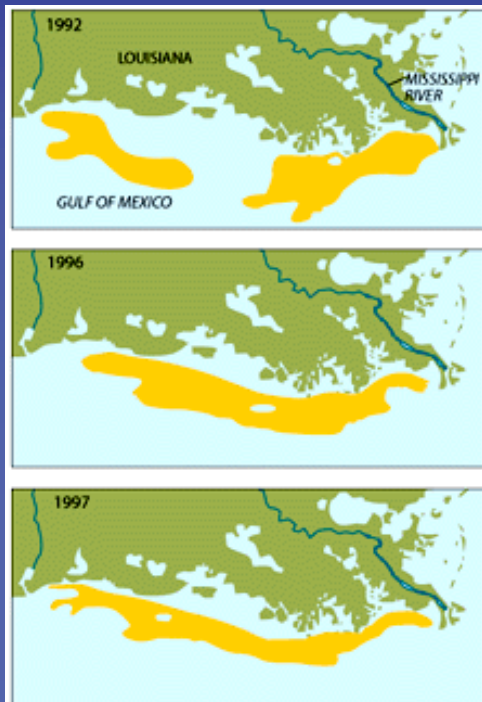 1992
LOUISIANA
MISSISSIPPI
RIVER
GULF OF MEXICO
1996
1997